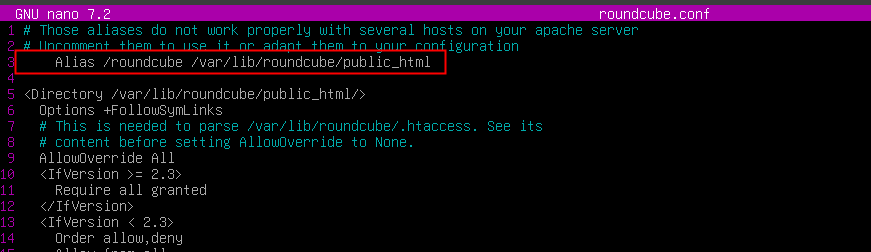 GNU nano 7.2 roundcube.conf
1 # Those aliases do not work properly with several hosts on your apache server
2 # Uncomment them to use it or adapt them to your configuration
3 Alias /roundcube /var/lib/roundcube/public_html
4
5 <Directory /var/lib/roundcube/public_html/>
6 Options +FollowSymLinks
7 # This is needed to parse /var/lib/roundcube/.htaccess. See its
8 # content before setting AllowOverride to None.
9 AllowOverride All
10 <IfVersion >= 2.3>
11 Require all granted
12 </IfVersion>
13 <IfVersion < 2.3>
14 Order allow,deny